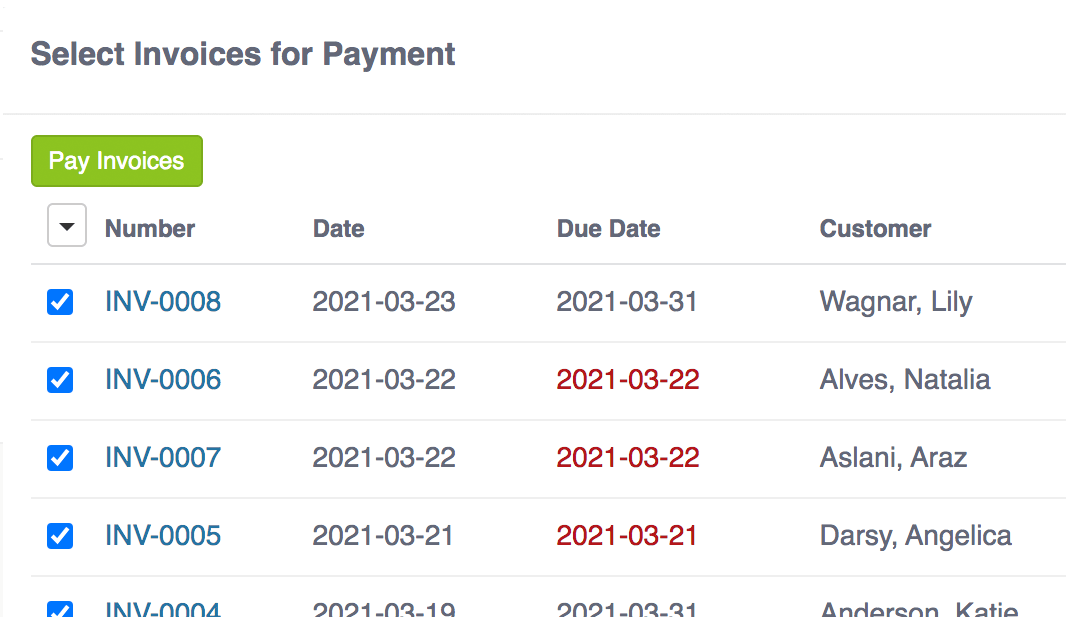 Select Invoices for Payment
Pay Invoices
Number Date Due Date Customer
INV-0008 2021-03-23 2021-03-31 Wagnar, Lily
INV-0006 2021-03-22 2021-03-22 Alves, Natalia
INV-0007 2021-03-22 2021-03-22 Aslani, Araz
INV-0005 2021-03-21 2021-03-21 Darsy, Angelica
INV-0004 2021-03-19 2021-03-31 Anderson, Katie